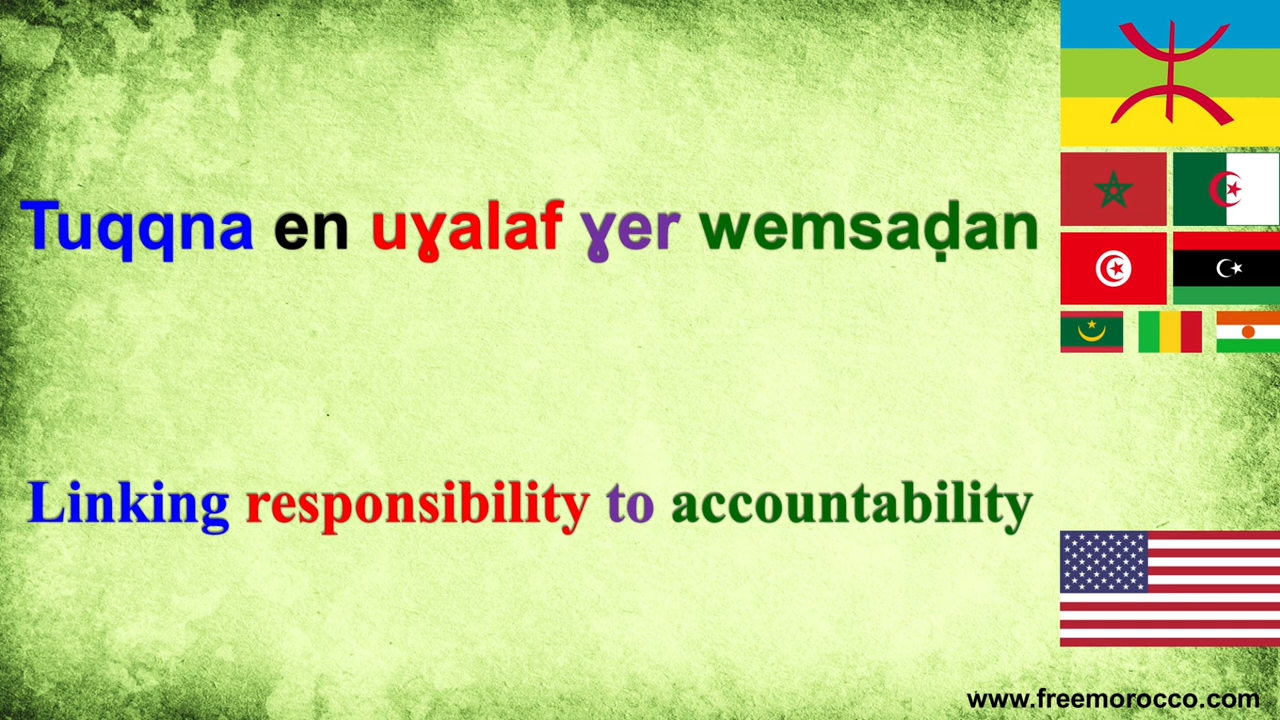 Tuqqna en uɣalaf ɣer wemsaḍan
Linking responsibility to accountability
www.freemorocco.com